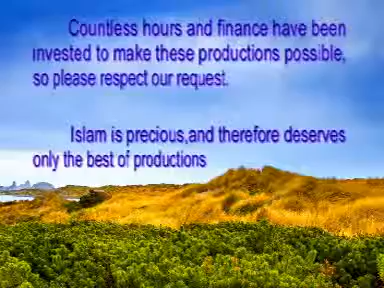 Countless hours and finance have been
invested to make these productions possible,
so please respect our request.
Islam is precious,and therefore deserves
only the best of productions